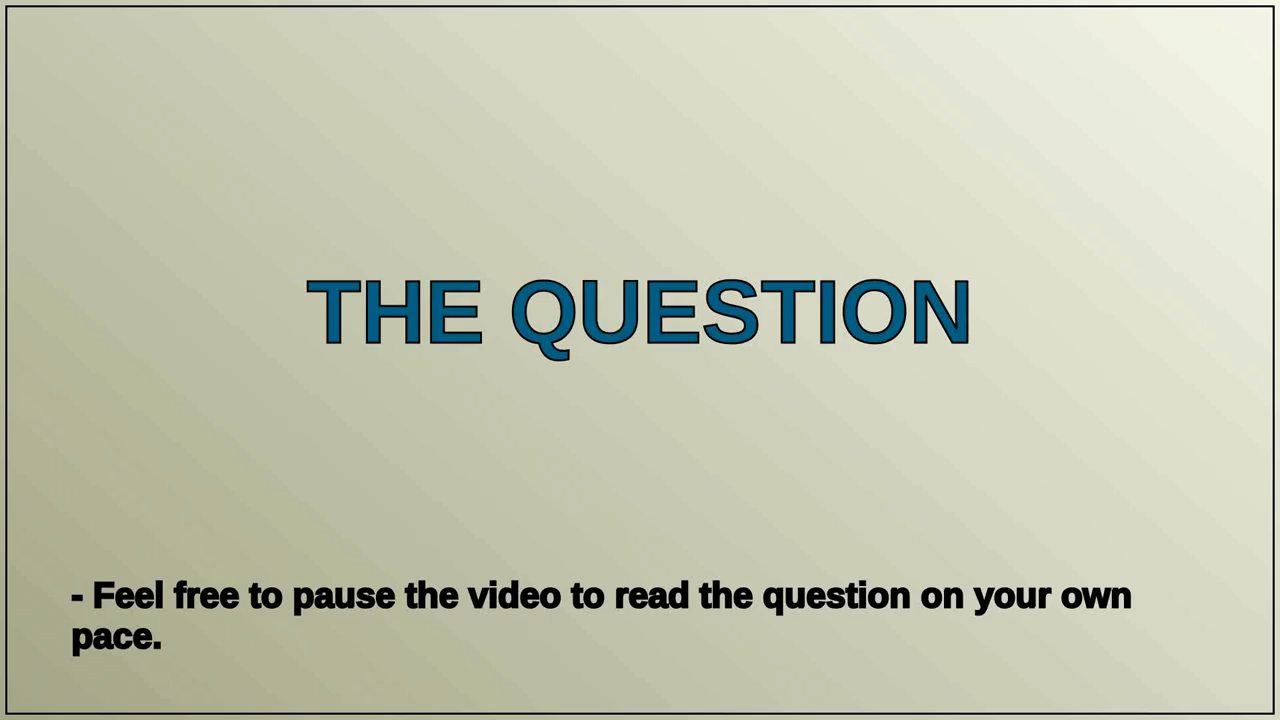 THE QUESTION
- Feel free to pause the video to read the question on your own
pace.